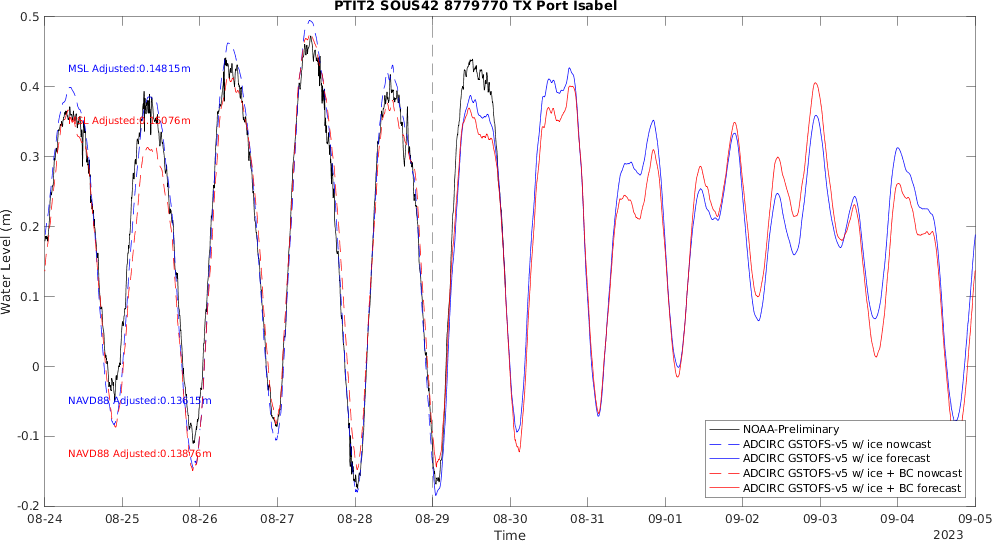 PTIT2 SOUS42 8779770 TX Port Isabel
0.5
0.4
0.3
0.2
0.1
0
-0.1
-0.2
Water Level (m)
MSL Adjusted:0.14815m
MSL Adjusted:0.15076m
NAVD88 Adjusted:0.13615m
NAVD88 Adjusted:0.13876m
NOAA-Preliminary
ADCIRC GSTOFS-v5 w/ ice nowcast
ADCIRC GSTOFS-v5 w/ ice forecast
ADCIRC GSTOFS-v5 w/ ice + BC nowcast
ADCIRC GSTOFS-v5 w/ ice + BC forecast
08-24 08-25 08-26 08-27 08-28 08-29 08-30 08-31 09-01 09-02 09-03 09-04 09-05
Time
2023